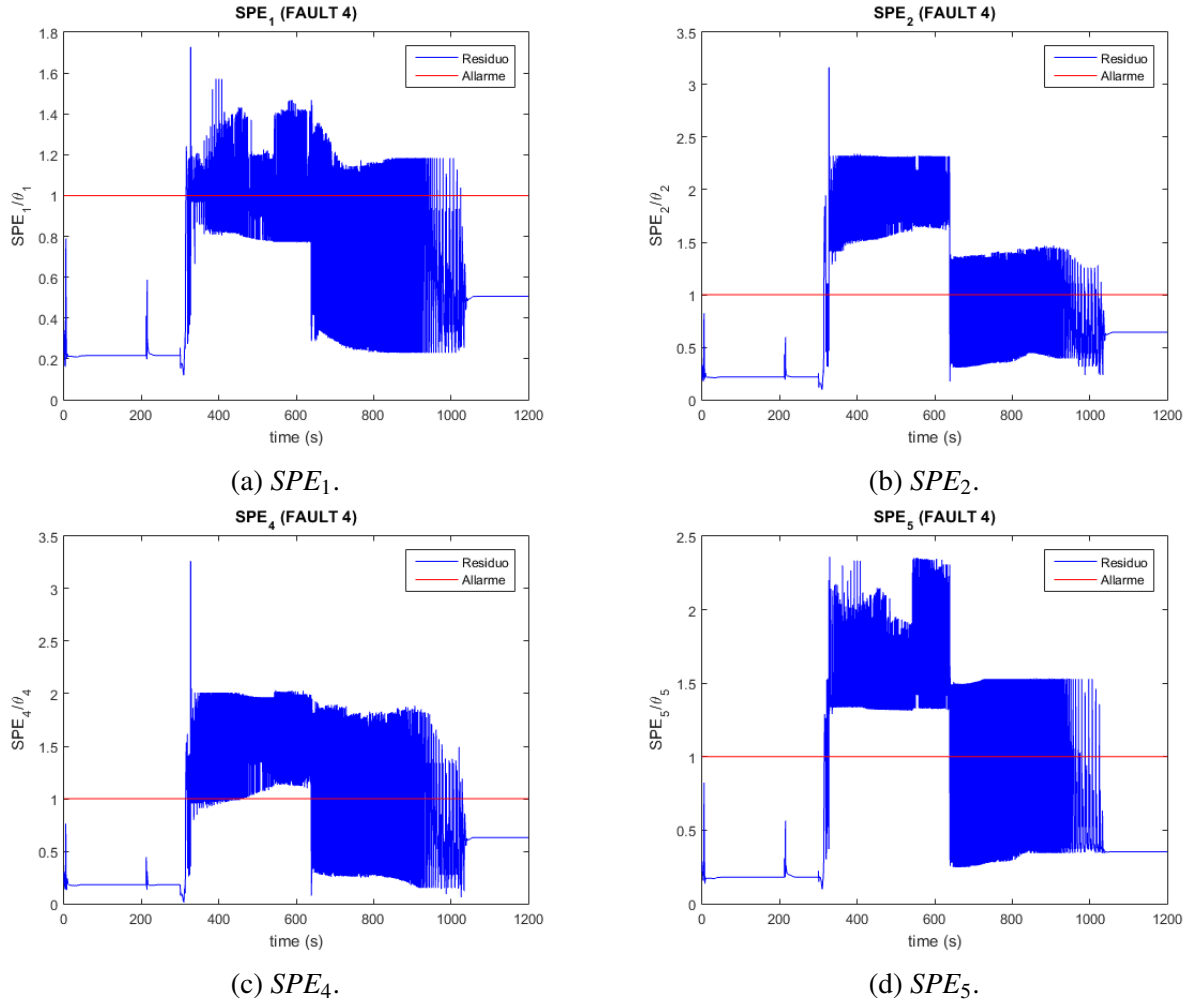 SPE1 (FAULT 4)
1.8
1.6
1.4
1.2
1
0.8
0.6
0.4
0.2
0
SPE1/θ1
Residuo
Allarme
0 200 400 600 800 1000 1200
time (s)
(a) SPE1.
SPE2 (FAULT 4)
3.5
3
2.5
2
1.5
1
0.5
0
SPE2/θ2
Residuo
Allarme
0 200 400 600 800 1000 1200
time (s)
(b) SPE2.
SPE4 (FAULT 4)
3.5
3
2.5
2
1.5
1
0.5
0
SPE4/θ4
Residuo
Allarme
0 200 400 600 800 1000 1200
time (s)
(c) SPE4.
SPE5 (FAULT 4)
2.5
2
1.5
1
0.5
0
SPE5/θ5
Residuo
Allarme
0 200 400 600 800 1000 1200
time (s)
(d) SPE5.